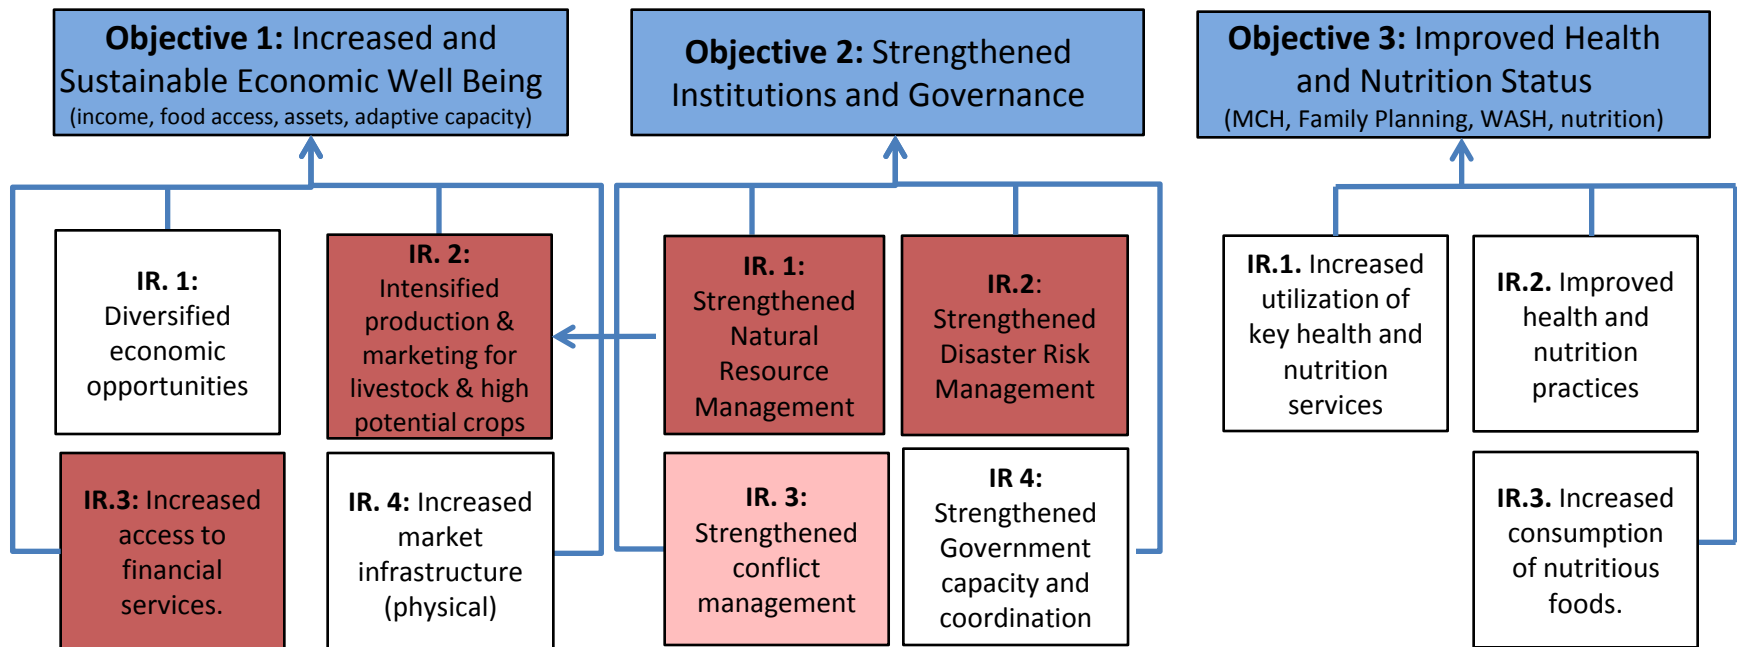 Objective 1: Increased and
Sustainable Economic Well Being
(income, food access, assets, adaptive capacity)
Objective 2: Strengthened
Institutions and Governance
Objective 3: Improved Health
and Nutrition Status
(MCH, Family Planning, WASH, nutrition)
IR. 1:
Diversified
economic
opportunities
IR. 2:
Intensified
production &
marketing for
livestock & high
potential crops
IR. 1:
Strengthened
Natural
Resource
Management
IR.2:
Strengthened
Disaster Risk
Management
IR.1. Increased
utilization of
key health and
nutrition
services
IR.2. Improved
health and
nutrition
practices
IR.3: Increased
access to
financial
services.
IR. 4: Increased
market
infrastructure
(physical)
IR. 3:
Strengthened
conflict
management
IR 4:
Strengthened
Government
capacity and
coordination
IR.3. Increased
consumption
of nutritious
foods.